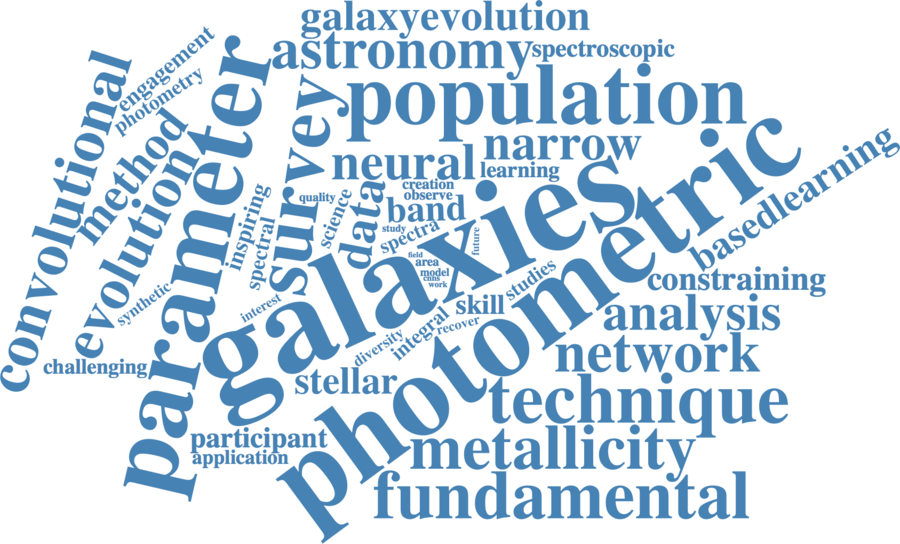 galaxyevolution
astronomy
spectroscopic
population
engagement
photometry
convolutional
method
evolution
parameter
survey
neural
narrow
learning
creation
observe
quality
science
data
band
inspiring
spectral
study
spectra
future
field
area
model
cnns
work
galaxies
photometric
basedlearning
constraining
skill
studies
integral
recover
diversity
interest
synthetic
challenging
analysis
network
stellar
technique
participant
application
metallicity
fundamental